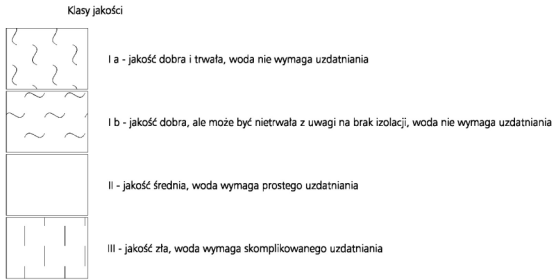 Klasy jakości
I a - jakość dobra i trwała, woda nie wymaga uzdatniania
I b - jakość dobra, ale może być nietrwała z uwagi na brak izolacji, woda nie wymaga uzdatniania
II - jakość średnia, woda wymaga prostego uzdatniania
III - jakość zła, woda wymaga skomplikowanego uzdatniania